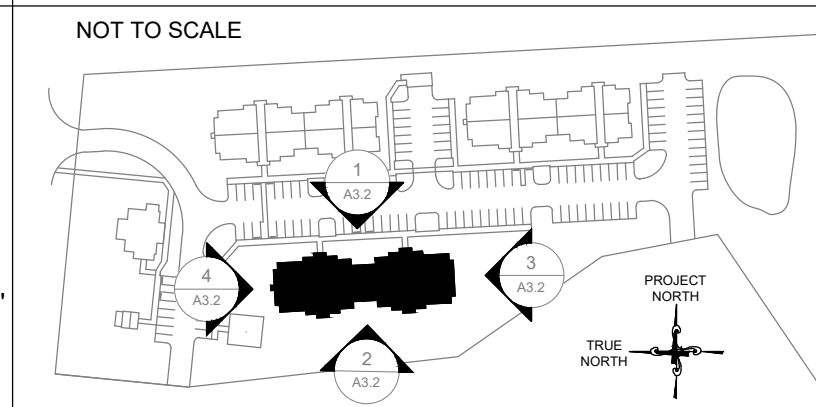 NOT TO SCALE
1
A3.2
4
A3.2
3
A3.2
2
A3.2
PROJECT
NORTH
TRUE
NORTH
'